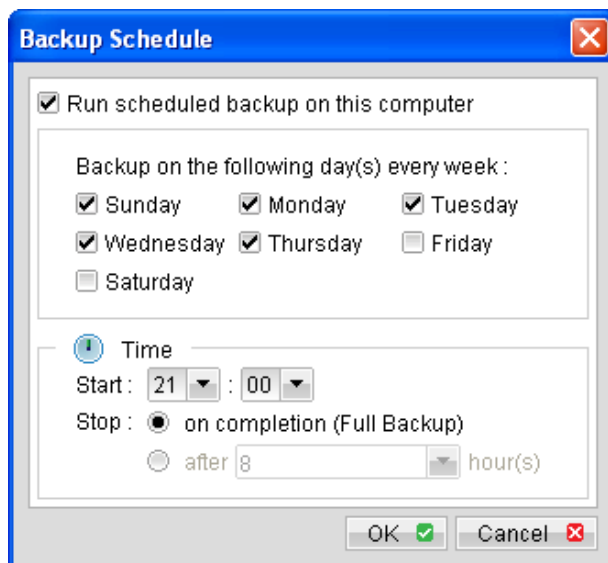 Backup Schedule
Run scheduled backup on this computer
Backup on the following day(s) every week :
Sunday Monday Tuesday
Wednesday Thursday Friday
Saturday
Time
Start : 21 : 00
Stop : on completion (Full Backup)
after 8 hour(s)
OK Cancel